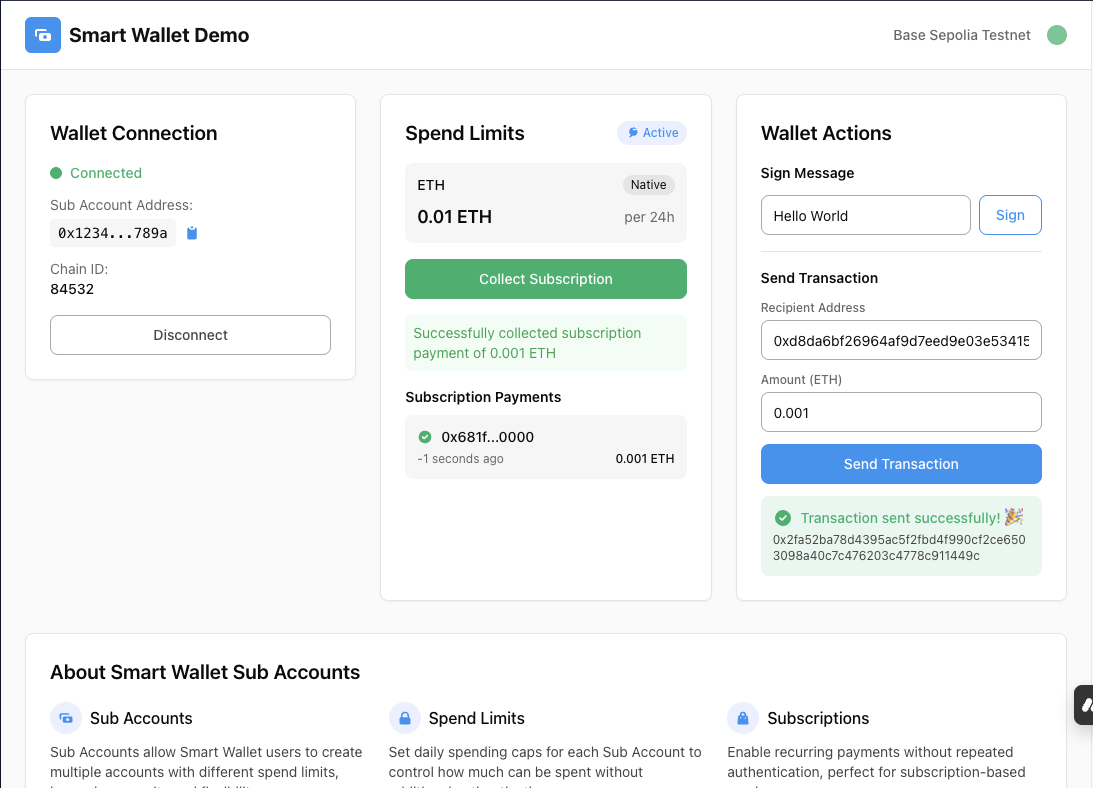 Smart Wallet Demo
Base Sepolia Testnet
Wallet Connection
Connected
Sub Account Address:
0x1234...789a
Chain ID:
84532
Disconnect
Spend Limits
Active
ETH
Native
0.01 ETH
per 24h
Collect Subscription
Successfully collected subscription
payment of 0.001 ETH
Subscription Payments
0x681f...0000
-1 seconds ago
0.001 ETH
Wallet Actions
Sign Message
Hello World
Sign
Send Transaction
Recipient Address
0xd8da6bf26964af9d7eed9e03e53415
Amount (ETH)
0.001
Send Transaction
Transaction sent successfully! 🎉
0x2fa52ba78d4395ac5f2fbd4f990cf2ce650
3098a40c7c476203c4778c911449c
About Smart Wallet Sub Accounts
Sub Accounts
Sub Accounts allow Smart Wallet users to create
multiple accounts with different spend limits,
Spend Limits
Set daily spending caps for each Sub Account to
control how much can be spent without
Subscriptions
Enable recurring payments without repeated
authentication, perfect for subscription-based